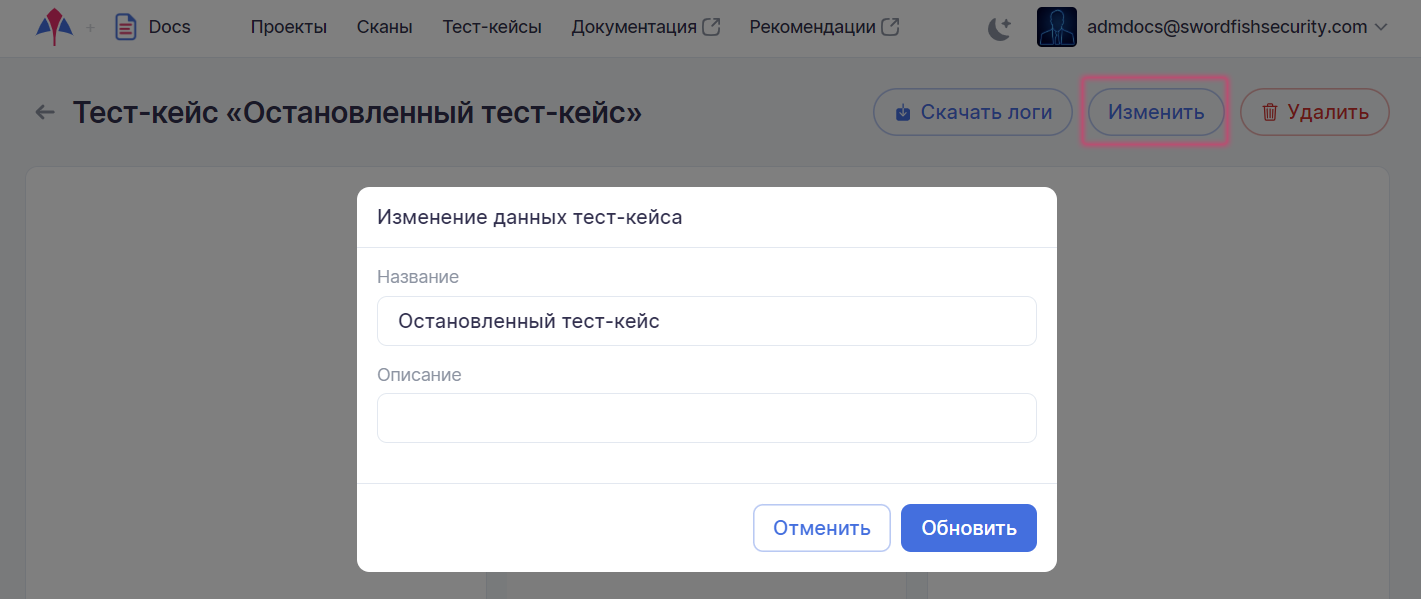 Docs Проекты Сканы Тест-кейсы Документация Рекомендации admdocs@swordfishsecurity.com
Тест-кейс «Остановленный тест-кейс» Скачать логи Изменить Удалить
Изменение данных тест-кейса
Название
Остановленный тест-кейс
Описание
Отменить Обновить